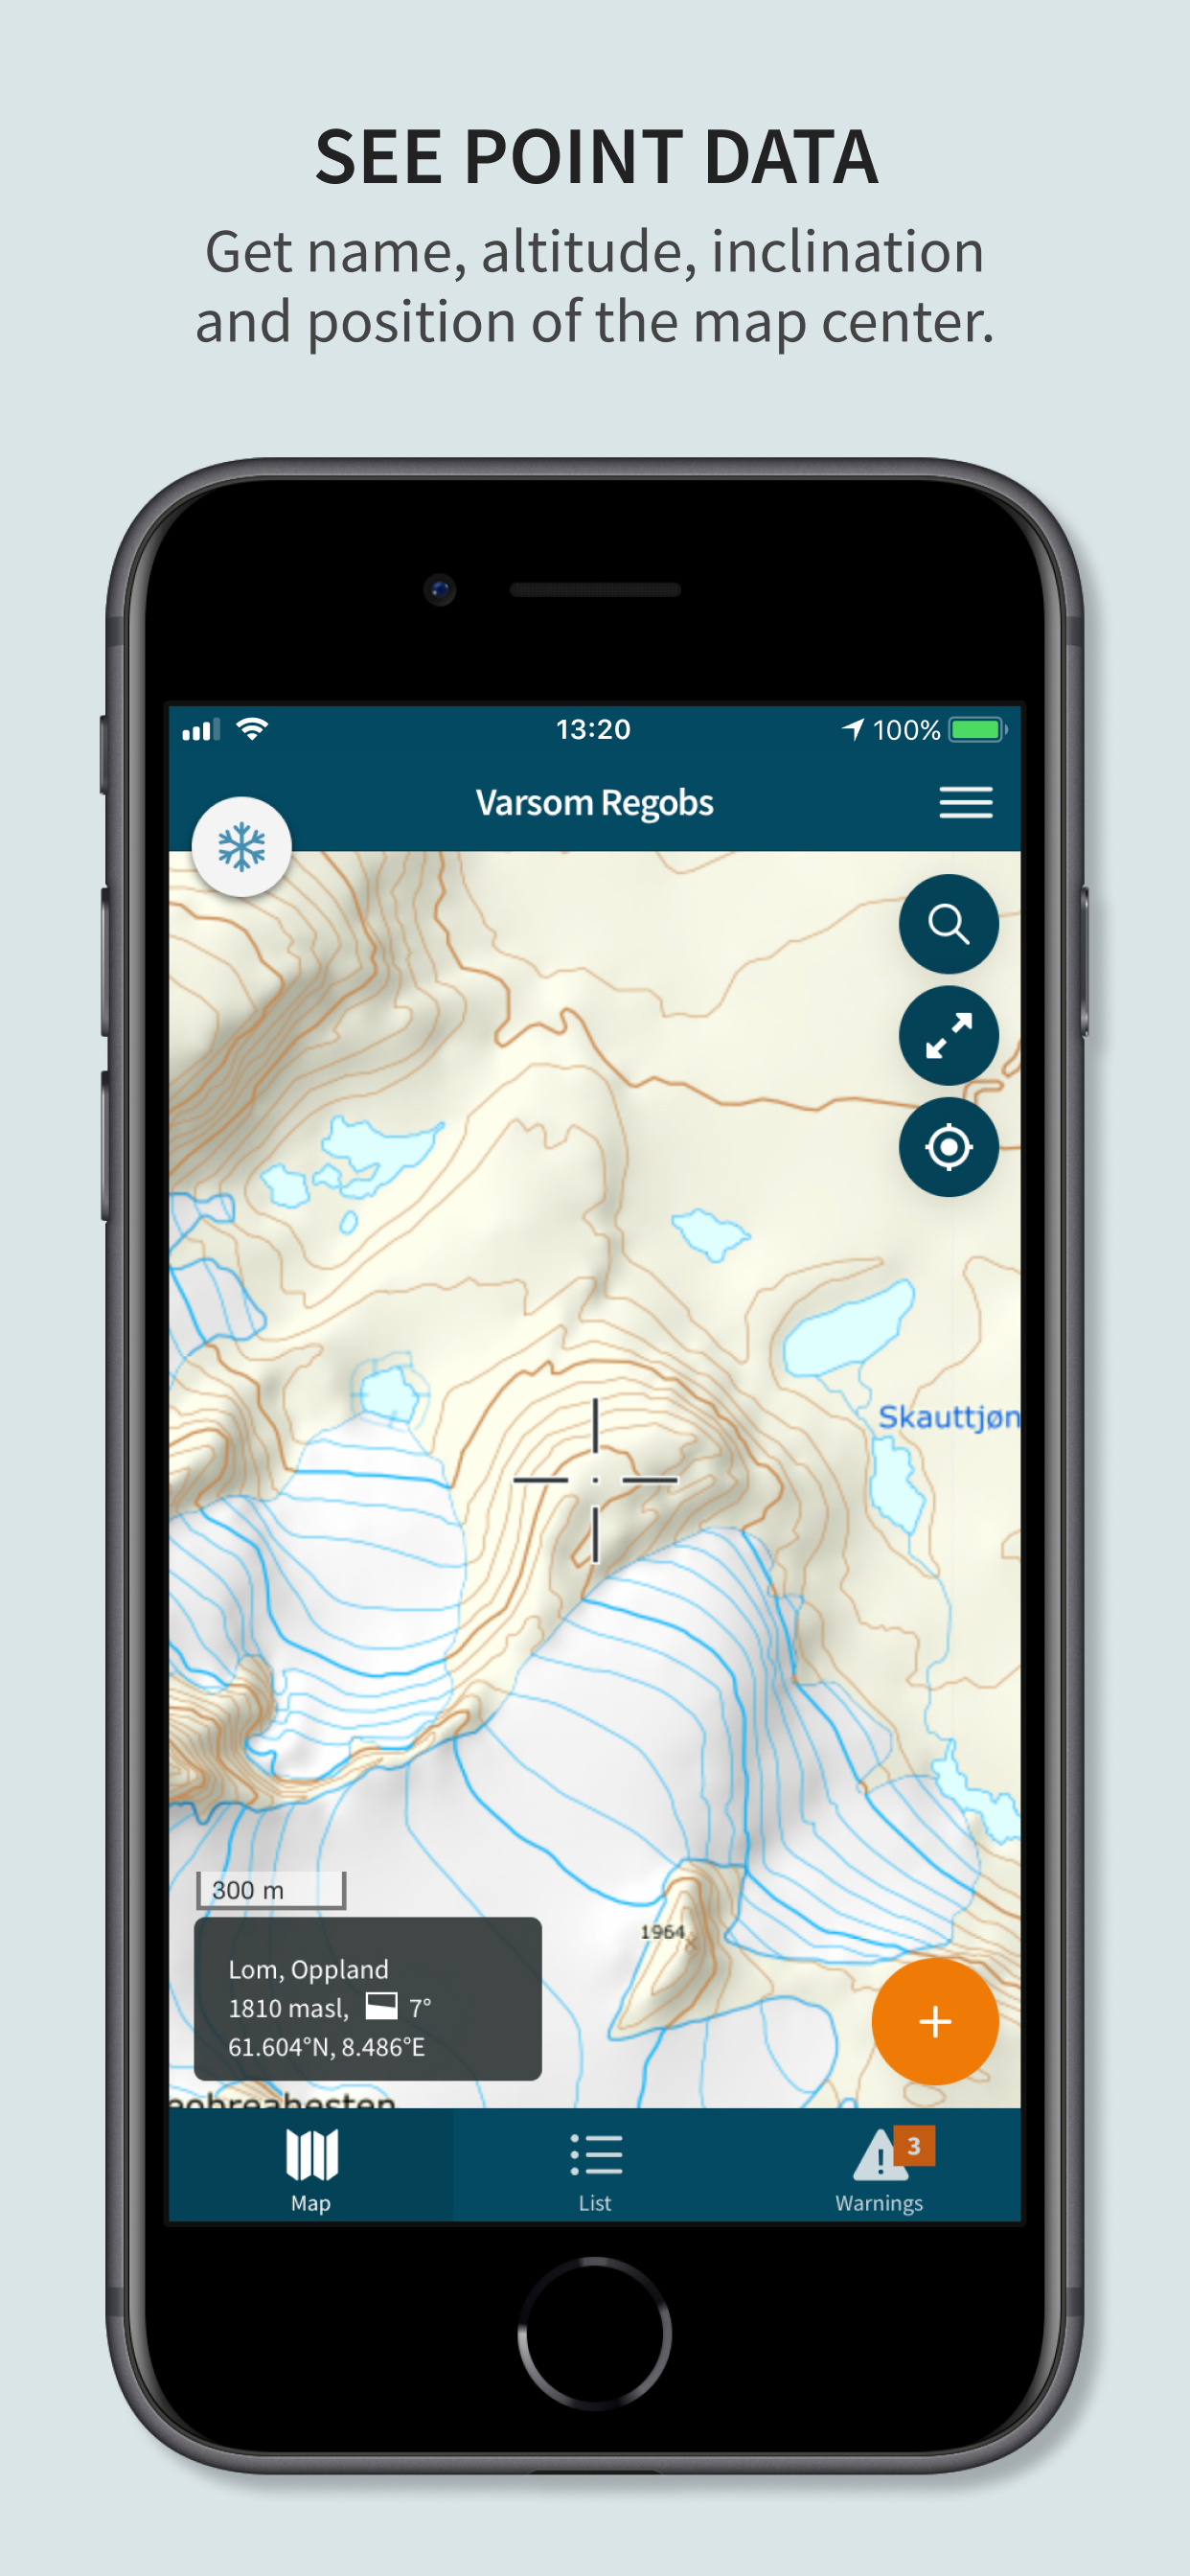 SEE POINT DATA
Get name, altitude, inclination
and position of the map center.
13:20
100%
Varsom Regobs
Skauttjøn
300 m
1964
Lom, Oppland
1810 masl, 7°
61.604°N, 8.486°E
Map
List
3
Warnings